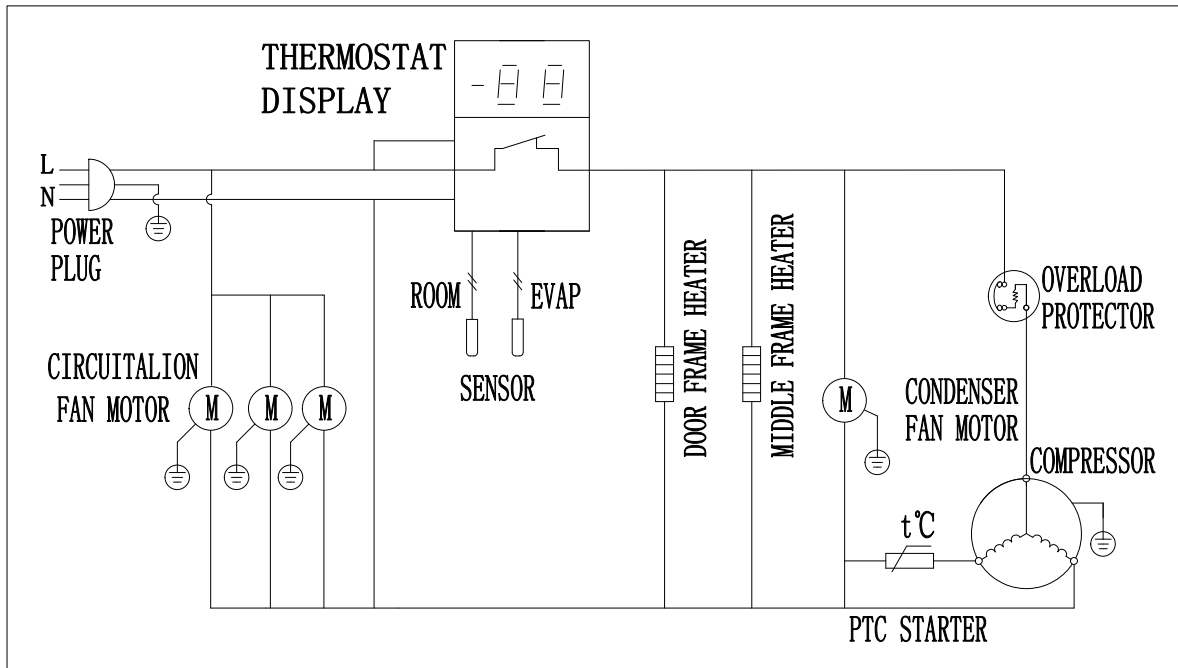 THERMOSTAT
DISPLAY
-88
L
N
POWER
PLUG
ROOM
EVAP
SENSOR
CIRCUITALION
FAN MOTOR
M
M
M
DOOR FRAME HEATER
MIDDLE FRAME HEATER
M
CONDENSER
FAN MOTOR
OVERLOAD
PROTECTOR
COMPRESSOR
t℃
PTC STARTER